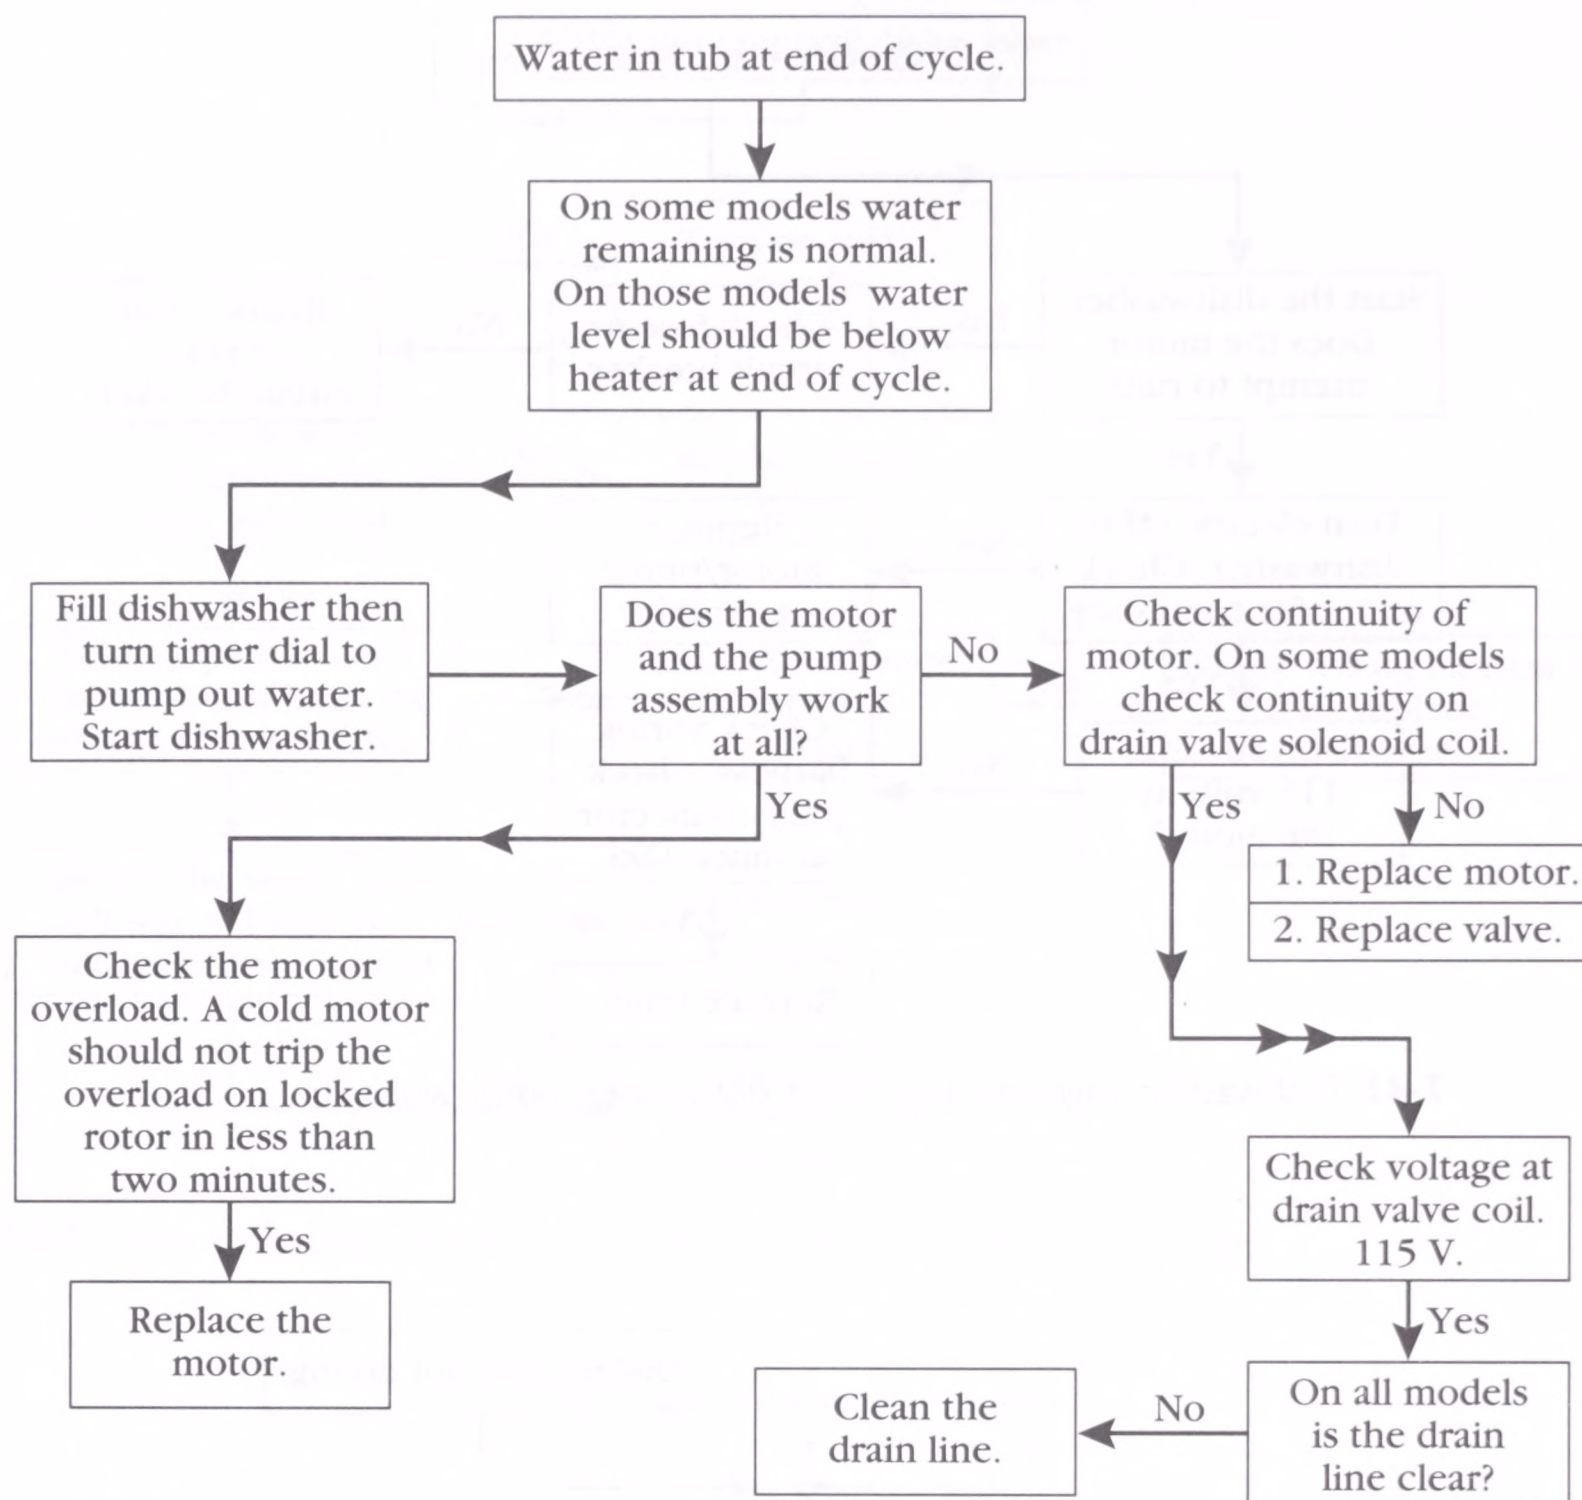 Water in tub at end of cycle.
On some models water
remaining is normal.
On those models water
level should be below
heater at end of cycle.
Fill dishwasher then
turn timer dial to
pump out water.
Start dishwasher.
Does the motor
and the pump
assembly work
at all?
No
Check continuity of
motor. On some models
check continuity on
drain valve solenoid coil.
Yes
Yes
No
1. Replace motor.
2. Replace valve.
Check the motor
overload. A cold motor
should not trip the
overload on locked
rotor in less than
two minutes.
Yes
Replace the
motor.
Check voltage at
drain valve coil.
115 V.
Yes
On all models
is the drain
line clear?
No
Clean the
drain line.